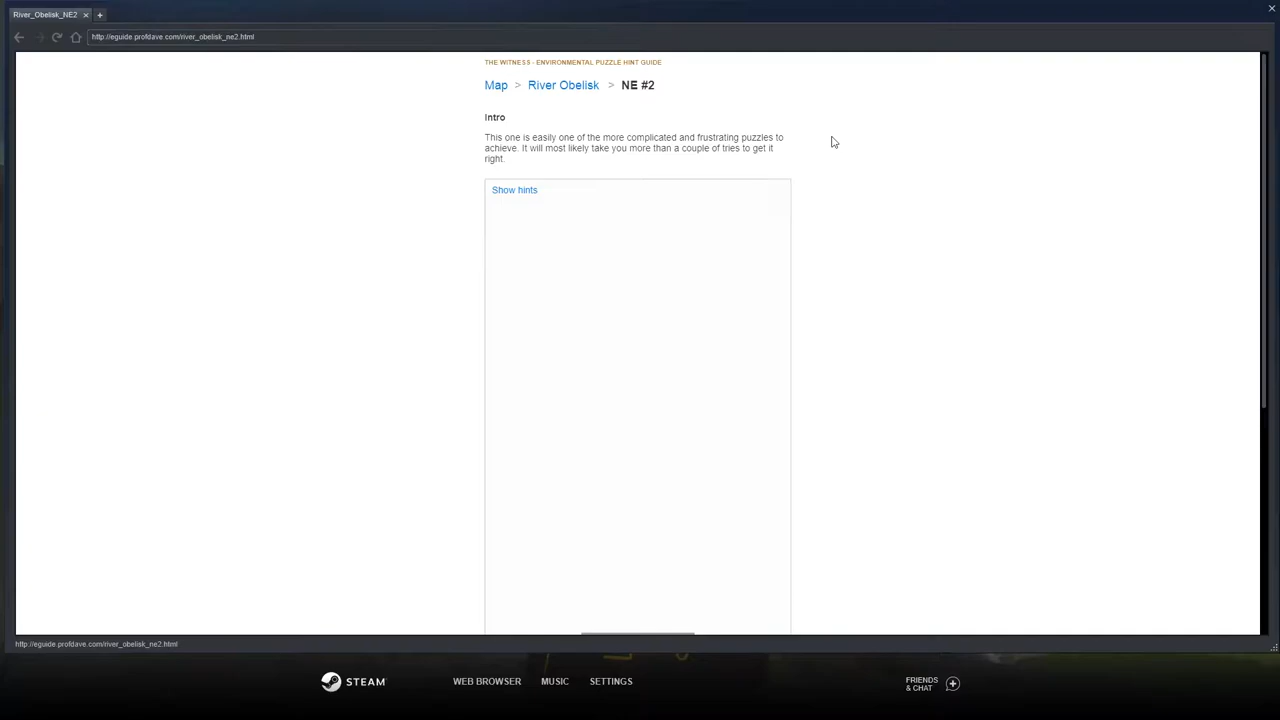 River_Obelisk_NE2
http://eguide.profdave.com/river_obelisk_ne2.html
THE WITNESS - ENVIRONMENTAL PUZZLE HINT GUIDE
Map > River Obelisk > NE #2
Intro
This one is easily one of the more complicated and frustrating puzzles to
achieve. It will most likely take you more than a couple of tries to get it
right.
Show hints
http://eguide.profdave.com/river_obelisk_ne2.html
STEAM WEB BROWSER MUSIC SETTINGS FRIENDS
& CHAT